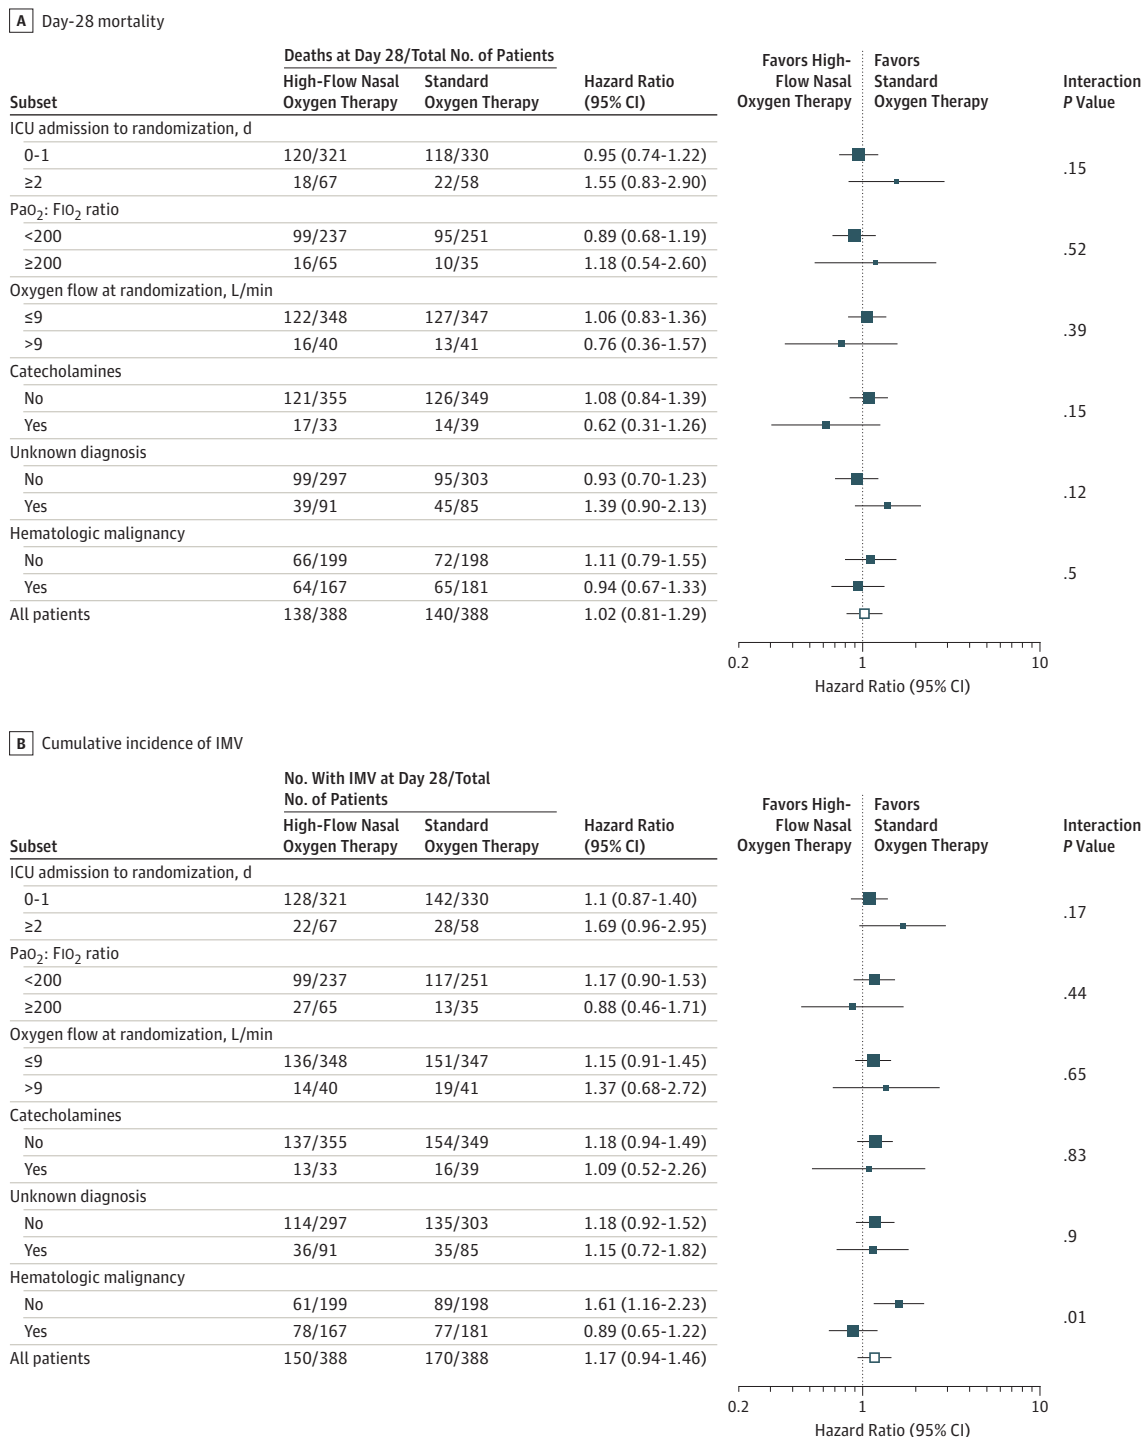 A Day-28 mortality
Deaths at Day 28/Total No. of Patients
Favors High-Flow Nasal Oxygen Therapy
Favors Standard Oxygen Therapy
Subset High-Flow Nasal Oxygen Therapy Standard Oxygen Therapy Hazard Ratio (95% CI) Interaction P Value
ICU admission to randomization, d
0-1 120/321 118/330 0.95 (0.74-1.22)
.15
≥2 18/67 22/58 1.55 (0.83-2.90)
PaO2: FIO2 ratio
<200 99/237 95/251 0.89 (0.68-1.19)
.52
≥200 16/65 10/35 1.18 (0.54-2.60)
Oxygen flow at randomization, L/min
≤9 122/348 127/347 1.06 (0.83-1.36)
.39
>9 16/40 13/41 0.76 (0.36-1.57)
Catecholamines
No 121/355 126/349 1.08 (0.84-1.39)
.15
Yes 17/33 14/39 0.62 (0.31-1.26)
Unknown diagnosis
No 99/297 95/303 0.93 (0.70-1.23)
.12
Yes 39/91 45/85 1.39 (0.90-2.13)
Hematologic malignancy
No 66/199 72/198 1.11 (0.79-1.55)
.5
Yes 64/167 65/181 0.94 (0.67-1.33)
All patients 138/388 140/388 1.02 (0.81-1.29)
0.2 1 10
Hazard Ratio (95% CI)
B Cumulative incidence of IMV
No. With IMV at Day 28/Total
No. of Patients
Favors High-Flow Nasal Oxygen Therapy
Favors Standard Oxygen Therapy
Subset High-Flow Nasal Oxygen Therapy Standard Oxygen Therapy Hazard Ratio (95% CI) Interaction P Value
ICU admission to randomization, d
0-1 128/321 142/330 1.1 (0.87-1.40)
.17
≥2 22/67 28/58 1.69 (0.96-2.95)
PaO2: FIO2 ratio
<200 99/237 117/251 1.17 (0.90-1.53)
.44
≥200 27/65 13/35 0.88 (0.46-1.71)
Oxygen flow at randomization, L/min
≤9 136/348 151/347 1.15 (0.91-1.45)
.65
>9 14/40 19/41 1.37 (0.68-2.72)
Catecholamines
No 137/355 154/349 1.18 (0.94-1.49)
.83
Yes 13/33 16/39 1.09 (0.52-2.26)
Unknown diagnosis
No 114/297 135/303 1.18 (0.92-1.52)
.9
Yes 36/91 35/85 1.15 (0.72-1.82)
Hematologic malignancy
No 61/199 89/198 1.61 (1.16-2.23)
.01
Yes 78/167 77/181 0.89 (0.65-1.22)
All patients 150/388 170/388 1.17 (0.94-1.46)
0.2 1 10
Hazard Ratio (95% CI)